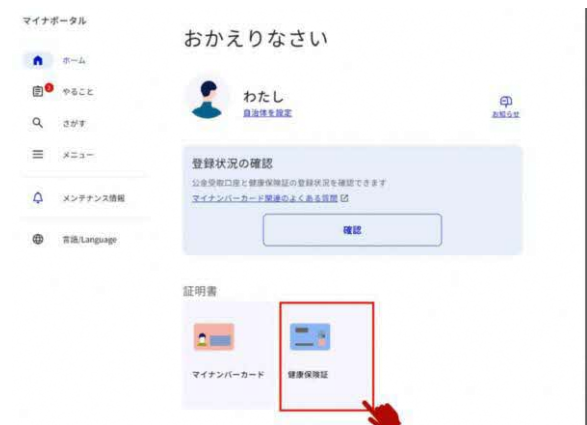 マイナポータル
ホーム
やること
さがす
メニュー
メンテナンス情報
言語/Language
おかえりなさい
わたし
自治体を設定
お知らせ
登録状況の確認
公金受取口座と健康保険証の登録状況を確認できます
マイナンバーカード関連のよくある質問
確認
証明書
マイナンバーカード
健康保険証